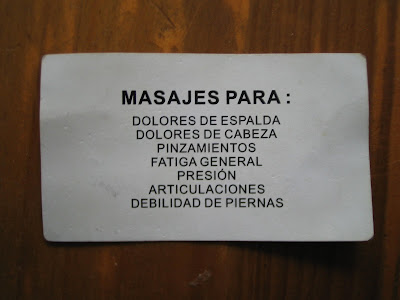 MASAJES PARA :
DOLORES DE ESPALDA
DOLORES DE CABEZA
PINZAMIENTOS
FATIGA GENERAL
PRESIÓN
ARTICULACIONES
DEBILIDAD DE PIERNAS